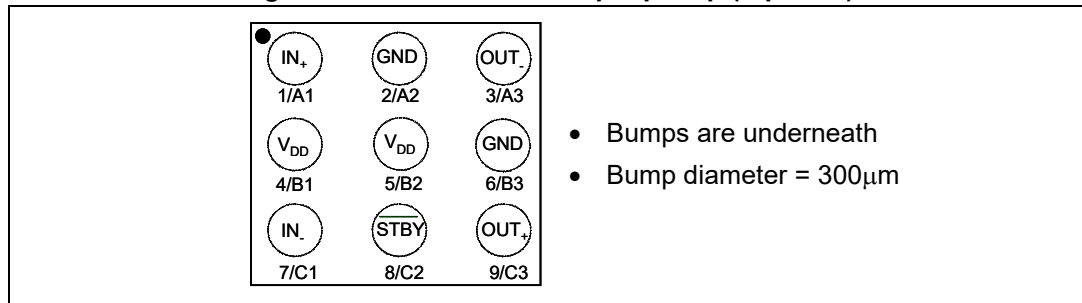 IN+ GND OUT-
1/A1 2/A2 3/A3
VDD VDD GND
4/B1 5/B2 6/B3
IN- STBY OUT+
7/C1 8/C2 9/C3
• Bumps are underneath
• Bump diameter = 300μm